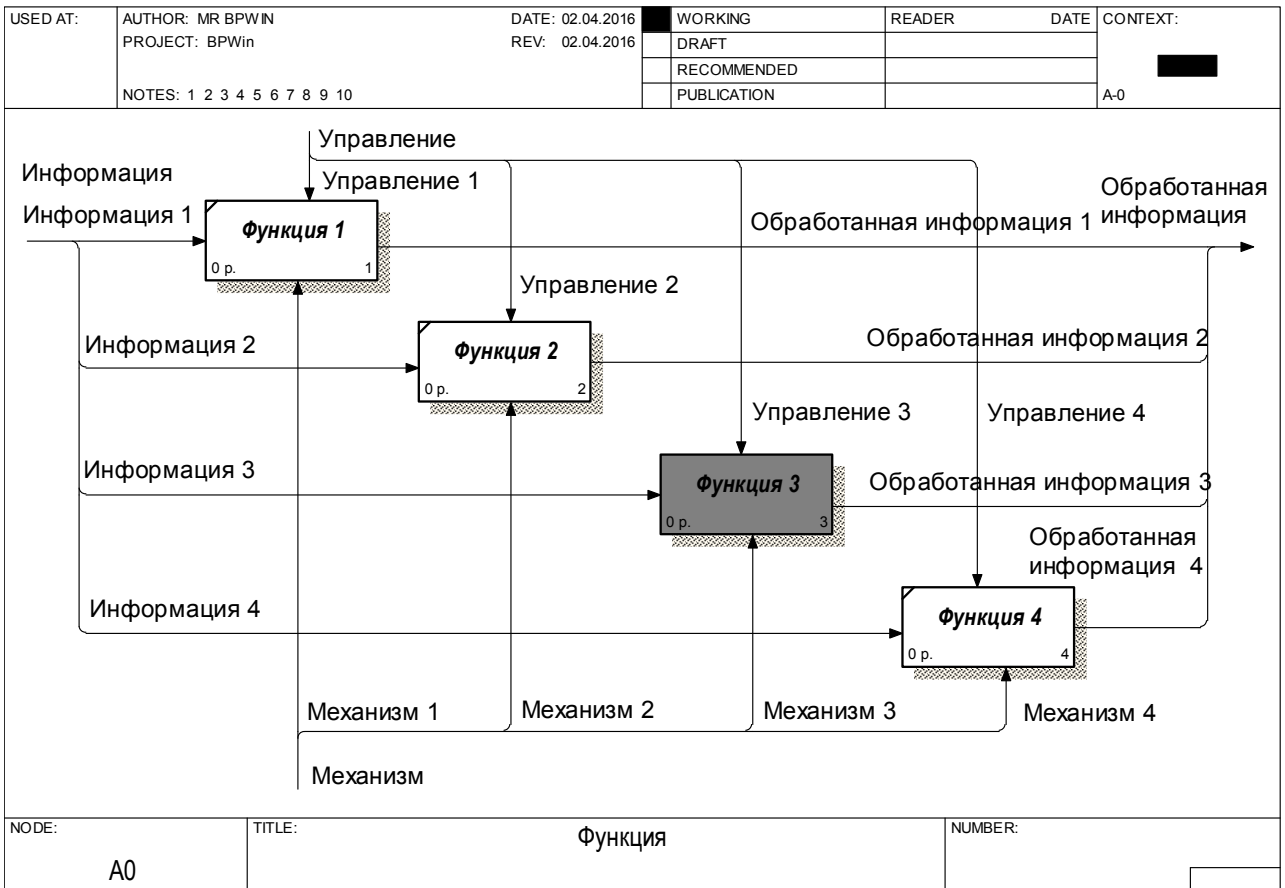 USED AT:
AUTHOR: MR BPWIN
DATE: 02.04.2016
WORKING
READER
DATE
CONTEXT:
PROJECT: BPWin
REV: 02.04.2016
DRAFT
RECOMMENDED
NOTES: 1 2 3 4 5 6 7 8 9 10
PUBLICATION
A-0
Управление
Информация
Управление 1
Обработанная
информация
Информация 1
Функция 1
0 р.
1
Обработанная информация 1
Управление 2
Информация 2
Функция 2
0 р.
2
Обработанная информация 2
Управление 3
Управление 4
Информация 3
Функция 3
0 р.
3
Обработанная информация 3
Обработанная
информация 4
Информация 4
Функция 4
0 р.
4
Механизм 1
Механизм 2
Механизм 3
Механизм 4
Механизм
NODE:
A0
TITLE:
Функция
NUMBER: